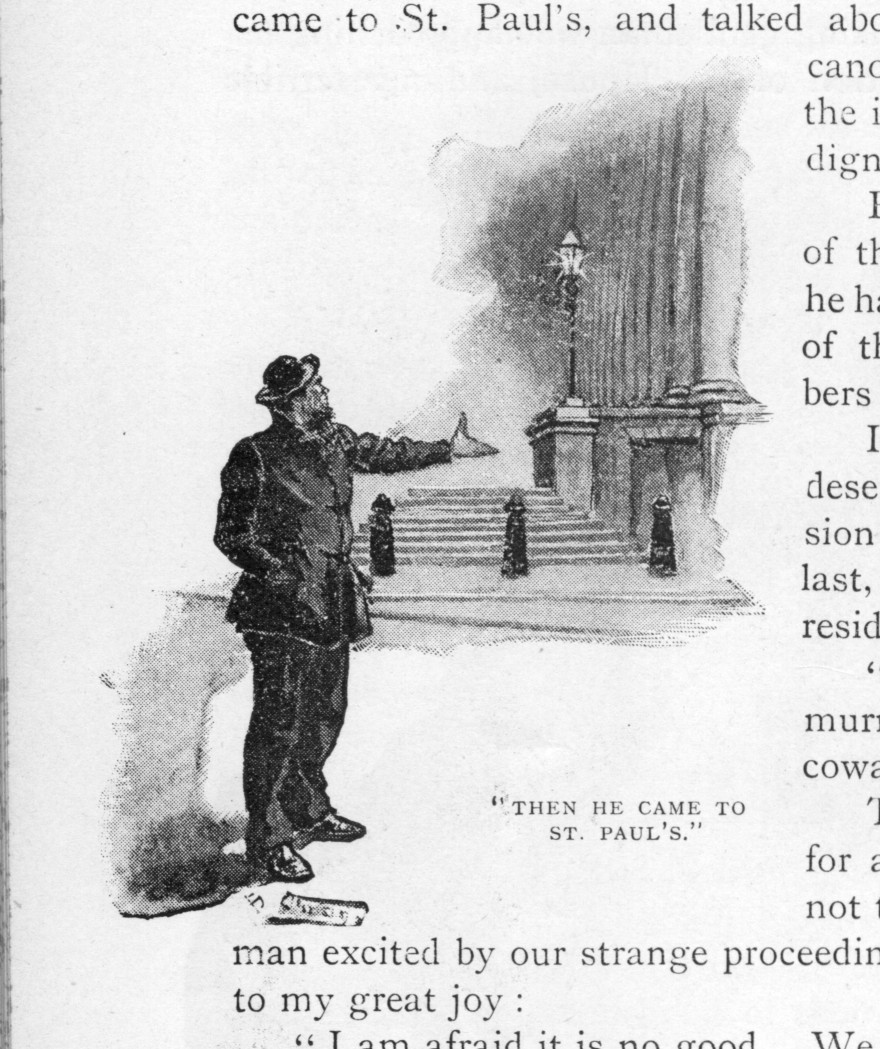 came to St. Paul's, and talked abo
cano
the i
dign
of th
he ha
of th
bers
I
dese
sion
last,
resid
"
murr
cowa
T
for a
not t
"THEN HE CAME TO
ST. PAUL'S."
man excited by our strange proceedin
to my great joy :
" I am afraid it is no good. We